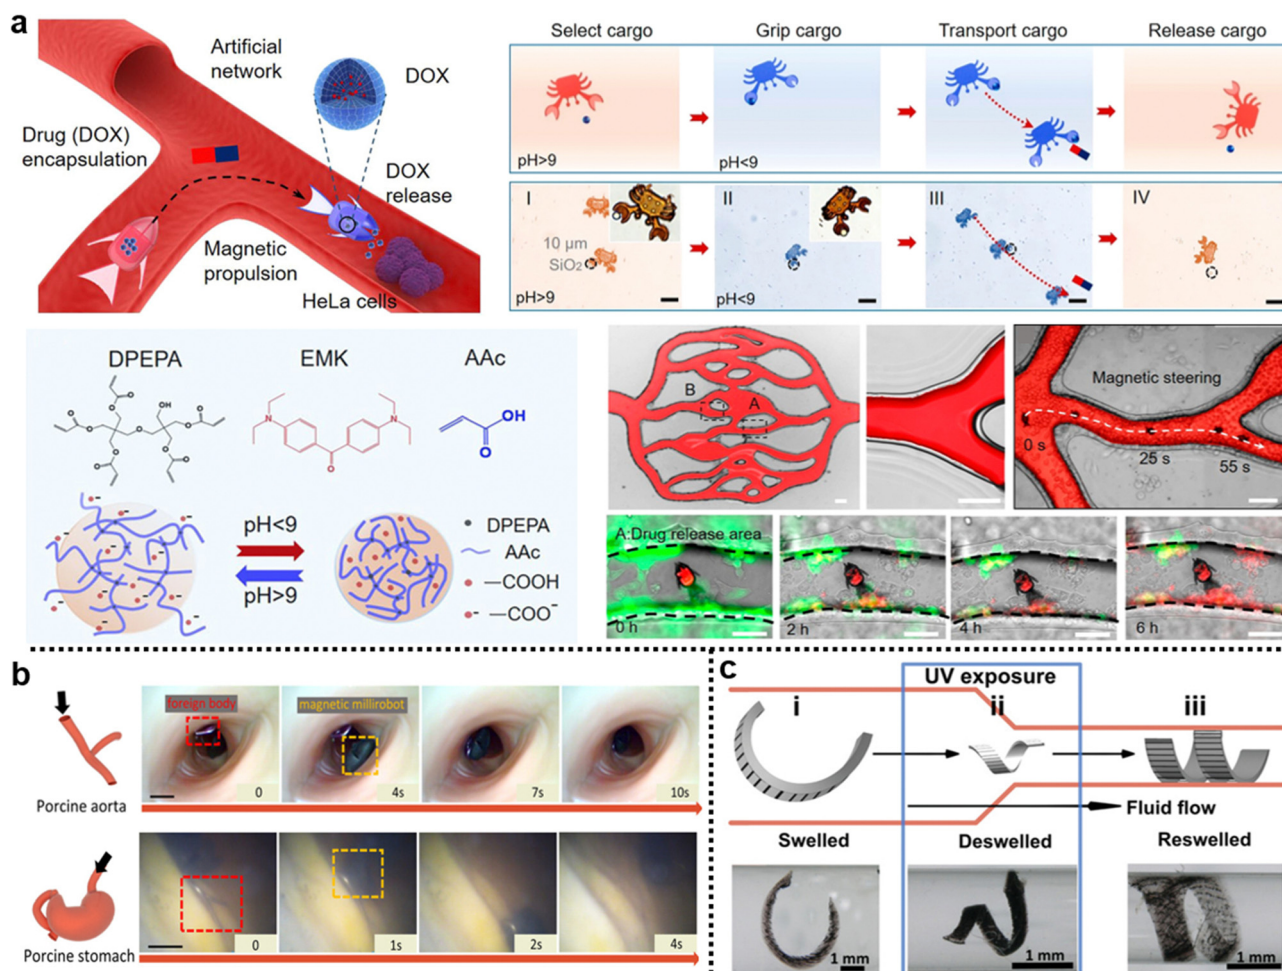 a
Artificial
network
DOX
Drug (DOX)
encapsulation
DOX
release
Magnetic
propulsion
HeLa cells
Select cargo
Grip cargo
Transport cargo
Release cargo
pH>9
pH<9
I
II
III
IV
10 µm
SiO2
pH>9
pH<9
pH>9
DPEPA
EMK
AAc
OH
O
N
N
O
OH
O
pH<9
pH>9
DPEPA
AAc
—COOH
—COO-
B
A
Magnetic steering
0 s
25 s
55 s
A:Drug release area
0 h
2 h
4 h
6 h
b
foreign body
magnetic millirobot
0
4s
7s
10s
Porcine aorta
0
1s
2s
4s
Porcine stomach
c
UV exposure
i
ii
iii
Fluid flow
Swelled
Deswelled
Reswelled
1 mm
1 mm
1 mm